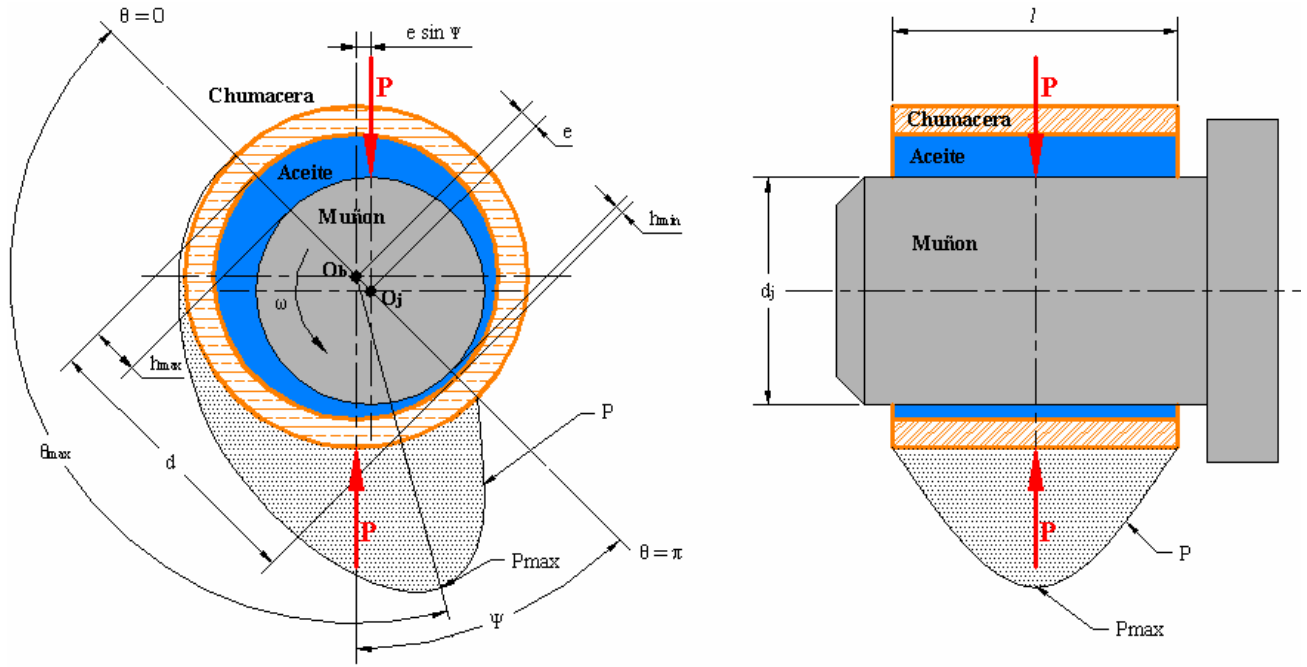 θ = 0
e sin Ψ
P
Chumacera
e
Aceite
hmin
Muñon
Ob
Oj
ω
hmax
P
θmax
d
P
θ = π
Pmax
Ψ
l
P
Chumacera
Aceite
Muñon
dj
P
P
Pmax